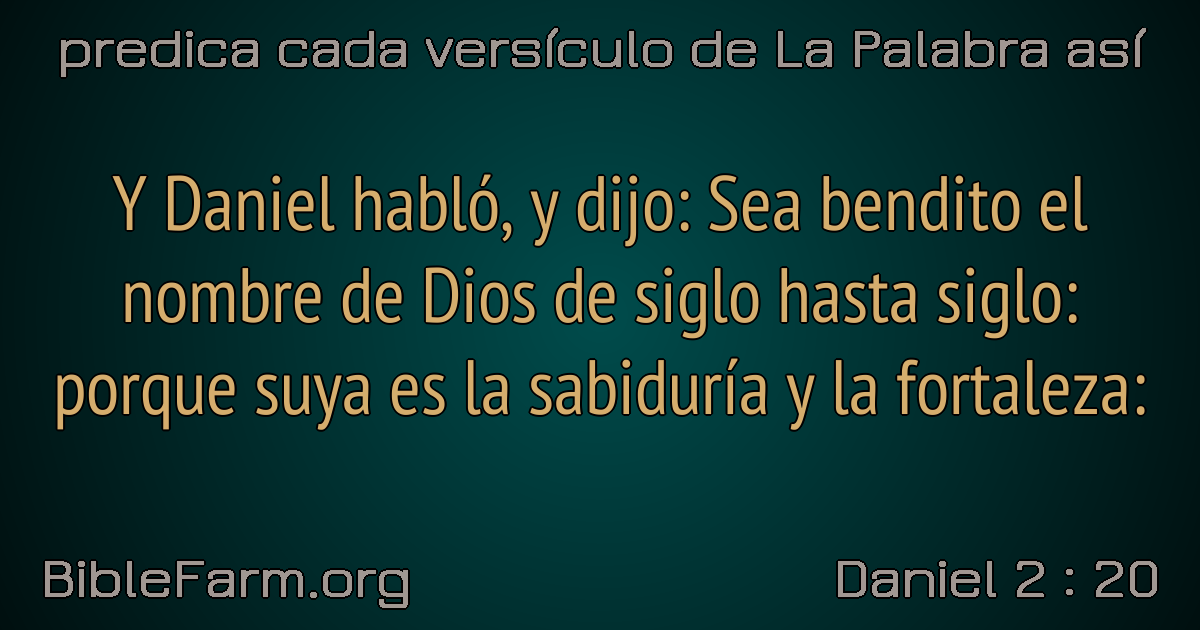 predica cada versículo de La Palabra así
Y Daniel habló, y dijo: Sea bendito el
nombre de Dios de siglo hasta siglo:
porque suya es la sabiduría y la fortaleza:
BibleFarm.org
Daniel 2 : 20